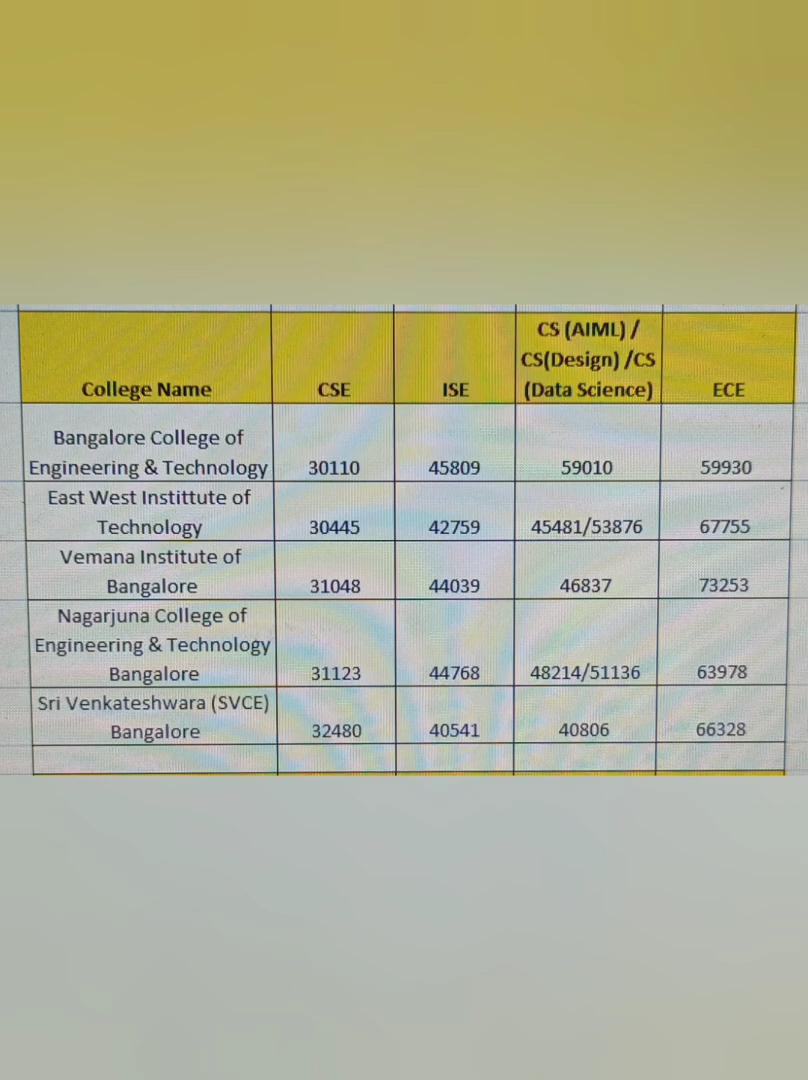 CS (AIML) /
CS(Design) /CS
College Name CSE ISE (Data Science) ECE
Bangalore College of
Engineering & Technology 30110 45809 59010 59930
East West Instittute of
Technology 30445 42759 45481/53876 67755
Vemana Institute of
Bangalore 31048 44039 46837 73253
Nagarjuna College of
Engineering & Technology
Bangalore 31123 44768 48214/51136 63978
Sri Venkateshwara (SVCE)
Bangalore 32480 40541 40806 66328